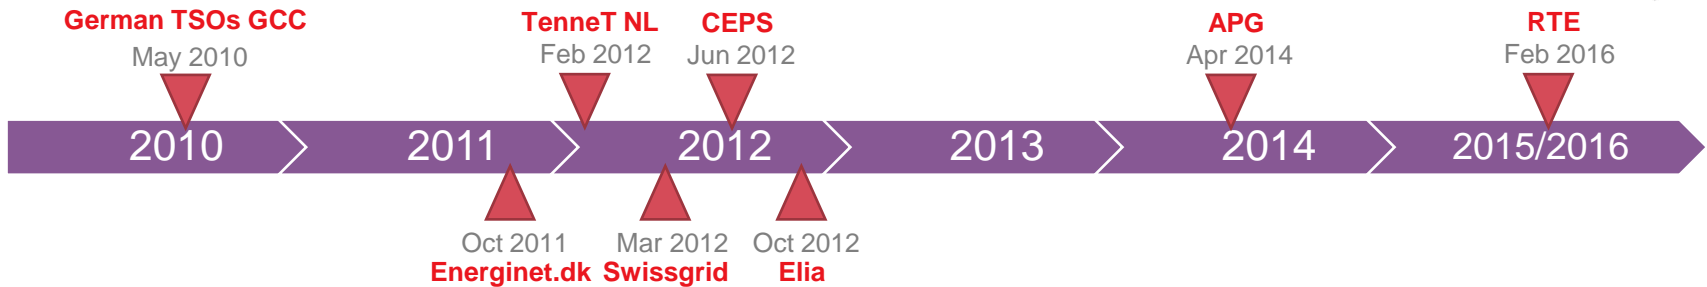 German TSOs GCC
May 2010
TenneT NL
Feb 2012
CEPS
Jun 2012
APG
Apr 2014
RTE
Feb 2016
2010
2011
2012
2013
2014
2015/2016
Oct 2011
Energinet.dk
Mar 2012
Swissgrid
Oct 2012
Elia